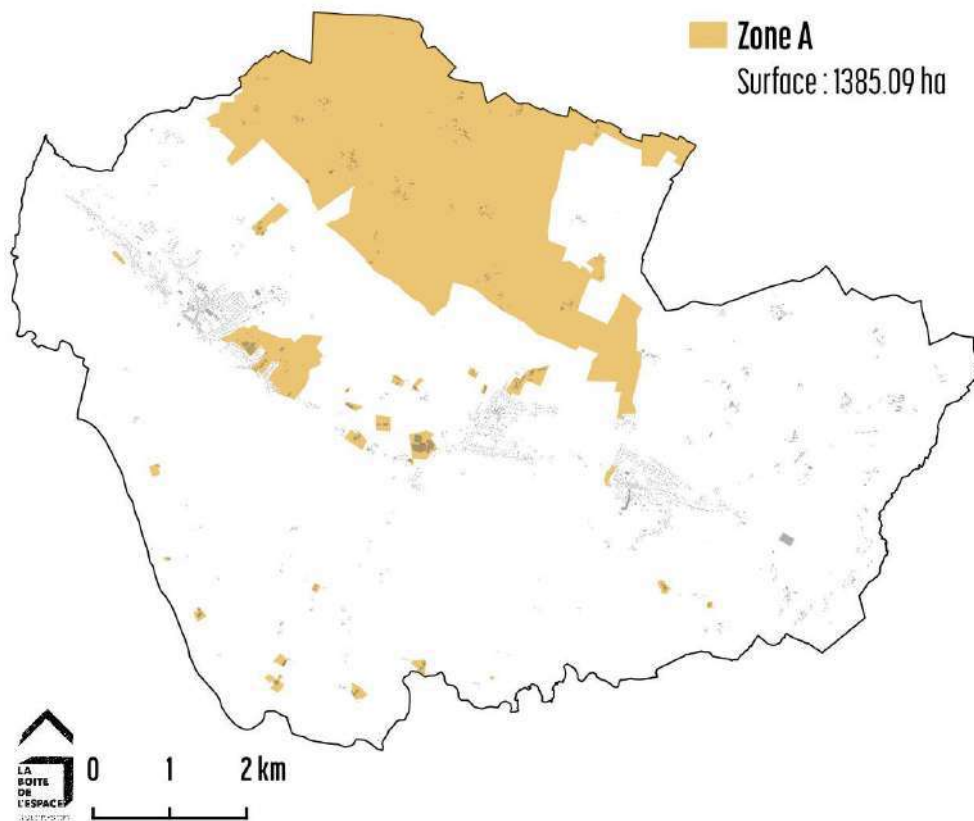 Zone A
Surface : 1385.09 ha
LA
BOITE
DE
L'ESPACE
0 1 2 km